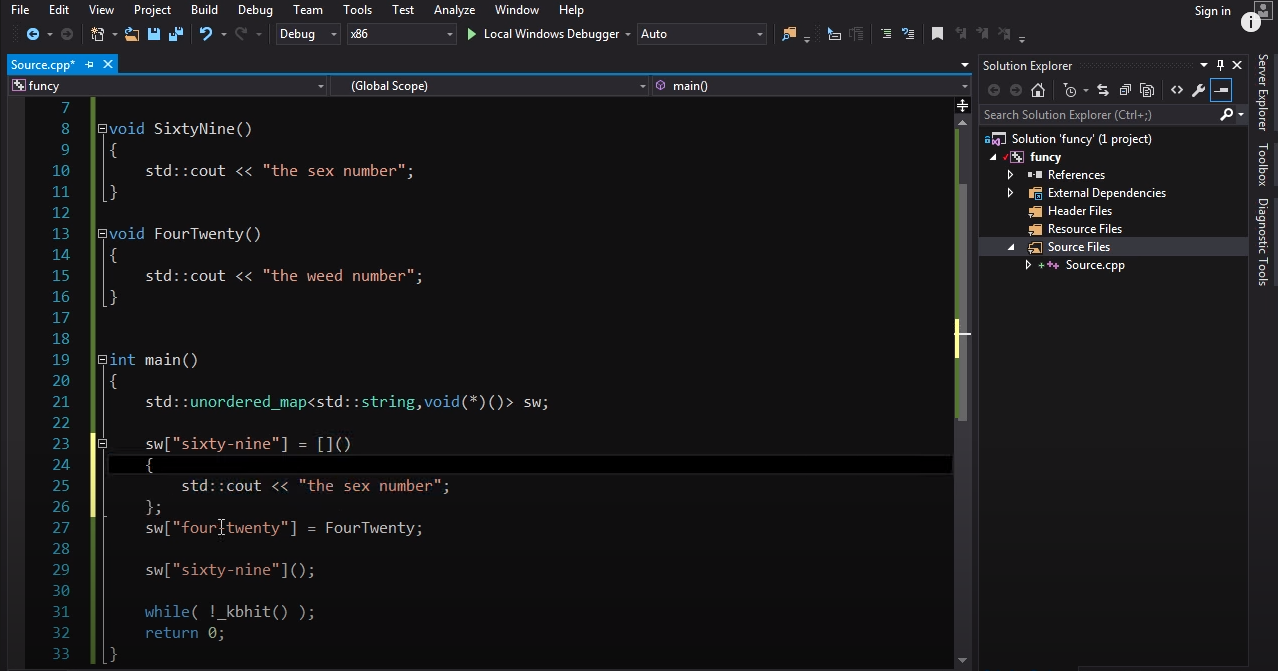 File Edit View Project Build Debug Team Tools Test Analyze Window Help Sign in
Debug x86 Local Windows Debugger Auto
Source.cpp*
funcy (Global Scope) main()
7
8 void SixtyNine()
9 {
10 std::cout << "the sex number";
11 }
12
13 void FourTwenty()
14 {
15 std::cout << "the weed number";
16 }
17
18
19 int main()
20 {
21 std::unordered_map<std::string,void(*)()> sw;
22
23 sw["sixty-nine"] = []()
24 {
25 std::cout << "the sex number";
26 };
27 sw["four-twenty"] = FourTwenty;
28
29 sw["sixty-nine"]();
30
31 while( !_kbhit() );
32 return 0;
33 }
Solution Explorer
Search Solution Explorer (Ctrl+;)
Solution 'funcy' (1 project)
funcy
References
External Dependencies
Header Files
Resource Files
Source Files
Source.cpp
Server Explorer
Toolbox
Diagnostic Tools